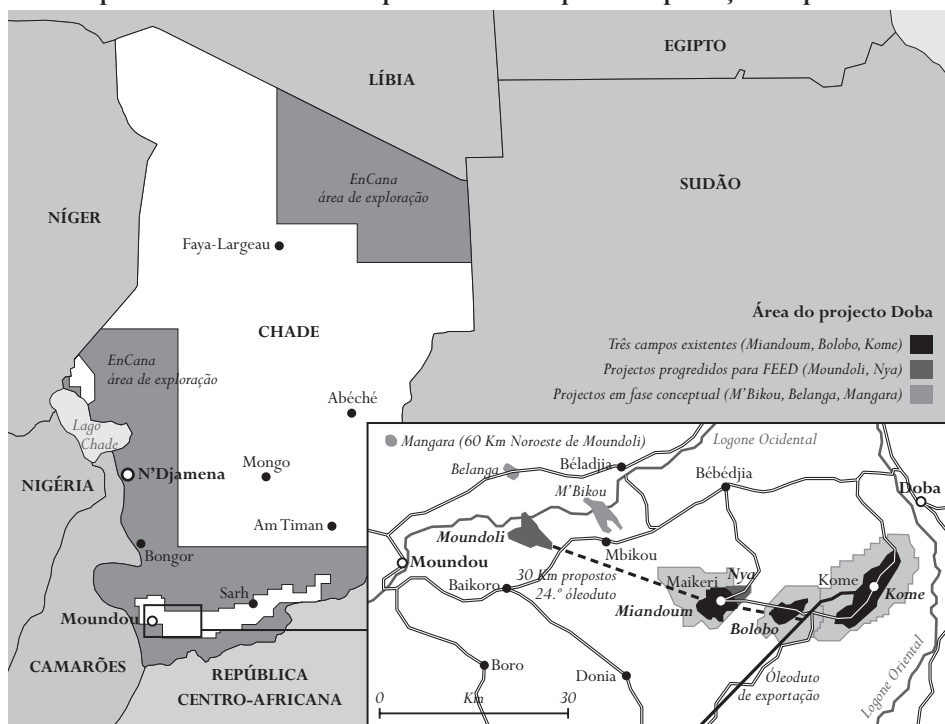 EGIPTO
LÍBIA
EnCana
área de exploração
SUDÃO
NÍGER
Faya-Largeau
CHADE
Área do projecto Doba
Três campos existentes (Miandoum, Bolobo, Kome)
Projectos progredidos para FEED (Moundoli, Nya)
Projectos em fase conceptual (M'Bikou, Belanga, Mangara)
EnCana
área de exploração
Abéché
Lago
Chade
N'Djamena
Mongo
NIGÉRIA
Am Timan
Bongor
Sarh
Moundou
CAMARÕES
REPÚBLICA
CENTRO-AFRICANA
Mangara (60 Km Noroeste de Moundoli)
Logone Ocidental
Belanga
Béladjia
Bébédjia
M'Bikou
Doba
Moundoli
Mbikou
Moundou
Baikoro
30 Km propostos
24.º óleoduto
Maikeri
Nya
Kome
Kome
Miandoum
Bolobo
Boro
Donia
Óleoduto
de exportação
Logone Oriental
0 Km 30